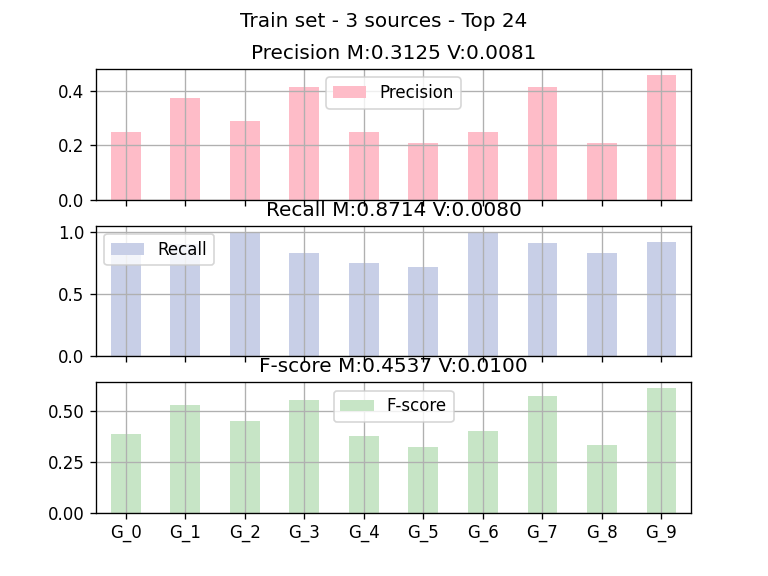 Train set - 3 sources - Top 24
Precision M:0.3125 V:0.0081
0.4
0.2
0.0
Precision
Recall M:0.8714 V:0.0080
1.0
0.5
0.0
Recall
F-score M:0.4537 V:0.0100
0.50
0.25
0.00
F-score
G_0 G_1 G_2 G_3 G_4 G_5 G_6 G_7 G_8 G_9